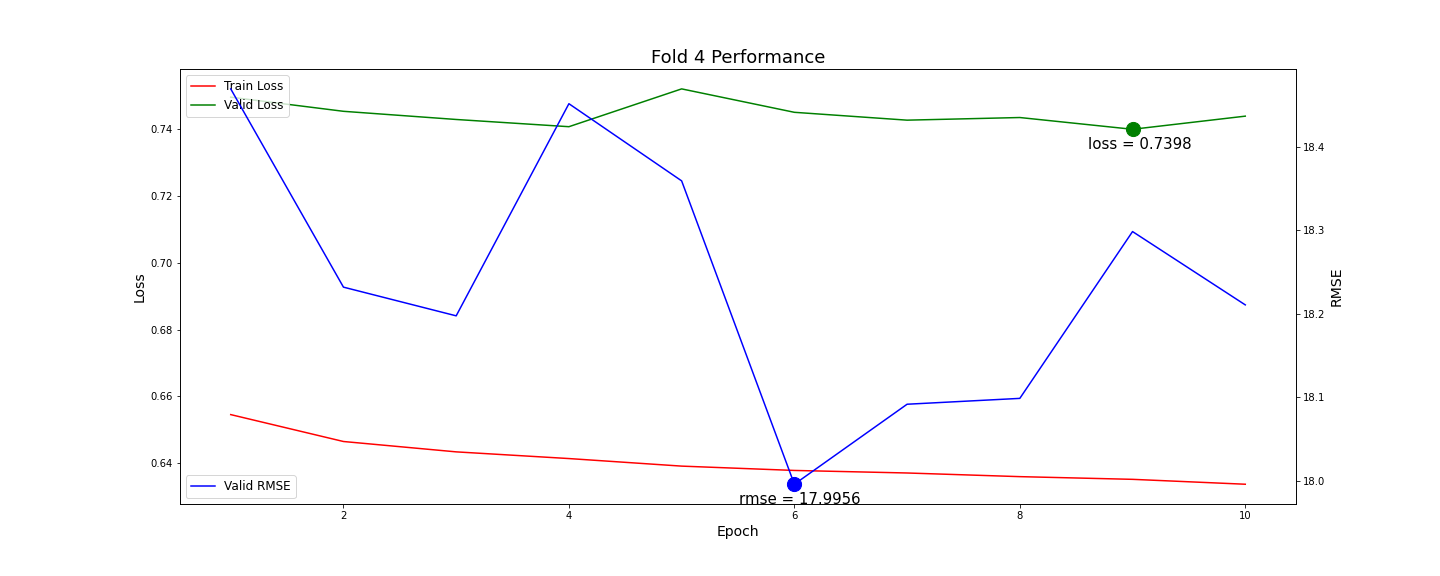 Fold 4 Performance
Train Loss
Valid Loss
0.74
0.72
0.70
0.68
0.66
0.64
Loss
loss = 0.7398
18.4
18.3
18.2
18.1
18.0
RMSE
Valid RMSE
rmse = 17.9956
2
4
6
8
10
Epoch